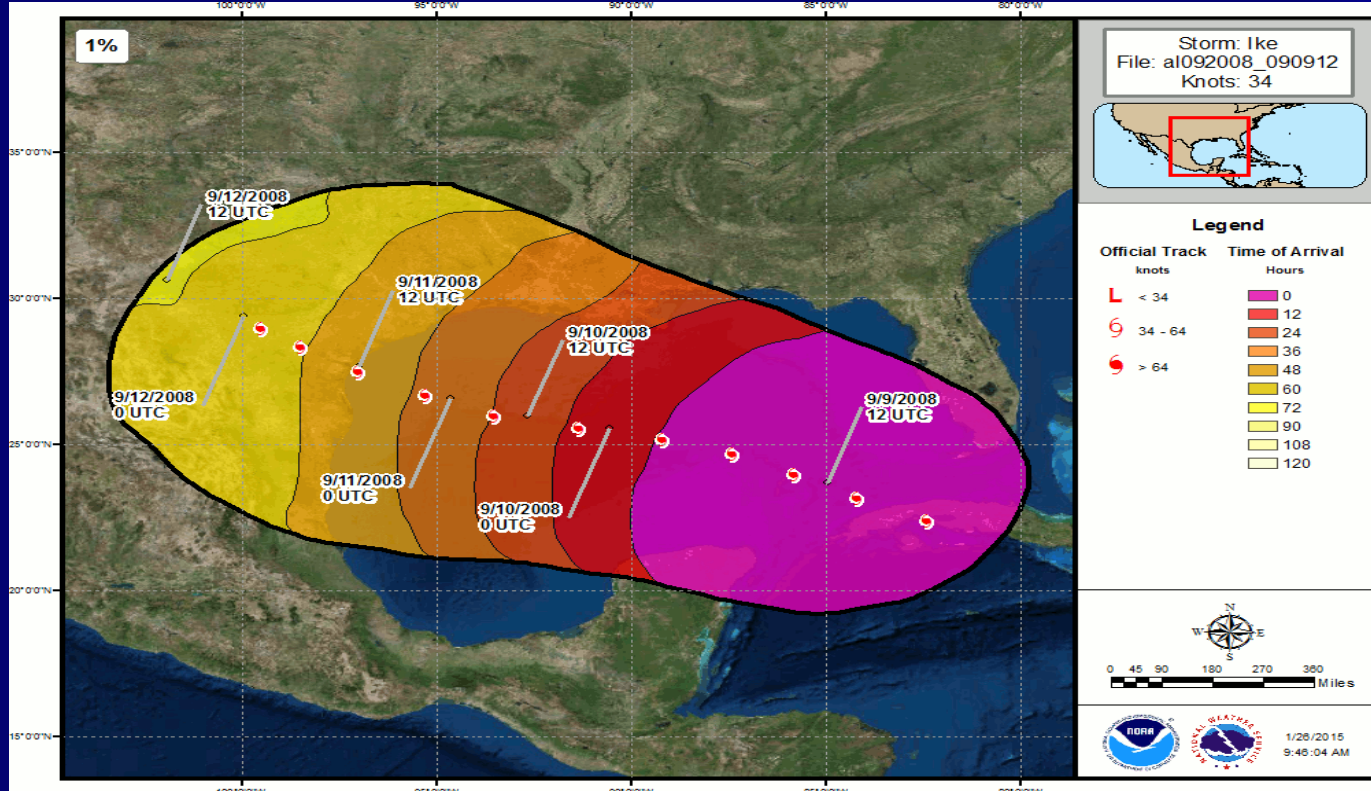 100°0'0"W 95°0'0"W 90°0'0"W 85°0'0"W 80°0'0"W
1%
35°0'0"N
30°0'0"N
25°0'0"N
20°0'0"N
15°0'0"N
9/12/2008
12 UTC
9/11/2008
12 UTC
9/10/2008
12 UTC
9/9/2008
12 UTC
9/12/2008
0 UTC
9/11/2008
0 UTC
9/10/2008
0 UTC
Storm: Ike
File: al092008_090912
Knots: 34
Legend
Official Track Time of Arrival
knots Hours
L < 34
34 - 64
> 64
0
12
24
36
48
60
72
90
108
120
N
W E
S
0 45 90 180 270 360
Miles
NOAA
NATIONAL WEATHER
SERVICE
1/26/2015
9:46:04 AM